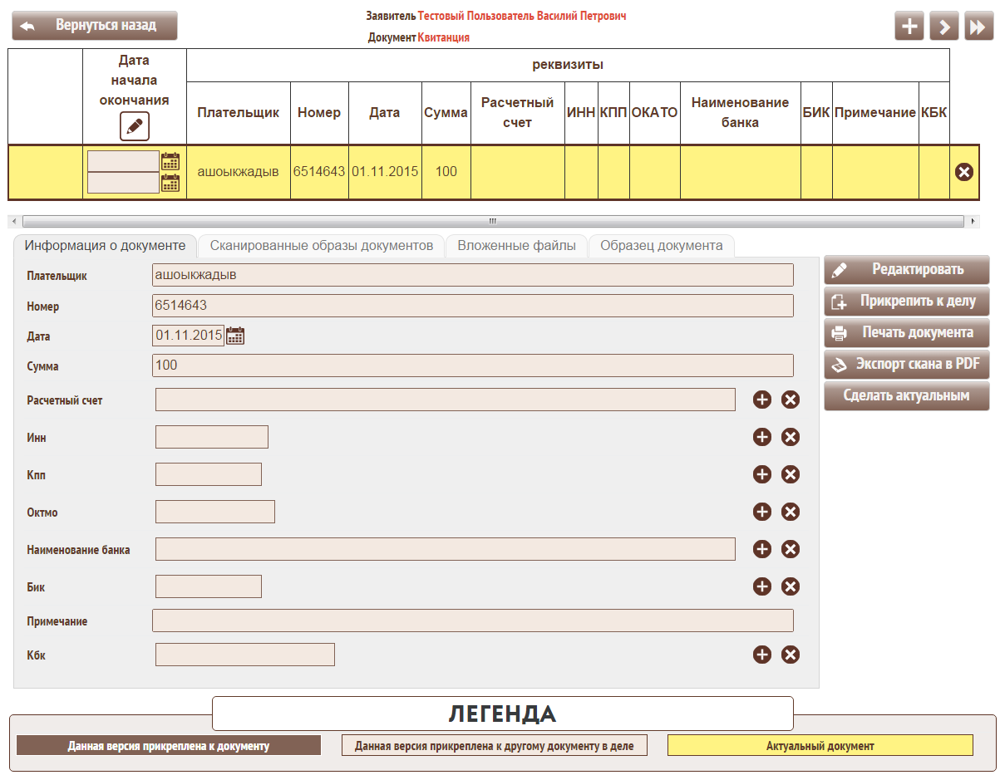 Вернуться назад
Заявитель Тестовый Пользователь Василий Петрович
Документ Квитанция
Дата
начала
окончания
реквизиты
Плательщик Номер Дата Сумма Расчетный счет ИНН КПП ОКАТО Наименование банка БИК Примечание КБК
ашоыкжадыв 6514643 01.11.2015 100
Информация о документе Сканированные образы документов Вложенные файлы Образец документа
Плательщик ашоыкжадыв
Номер 6514643
Дата 01.11.2015
Сумма 100
Расчетный счет
Инн
Кпп
Октмо
Наименование банка
Бик
Примечание
Кбк
Редактировать
Прикрепить к делу
Печать документа
Экспорт скана в PDF
Сделать актуальным
ЛЕГЕНДА
Данная версия прикреплена к документу Данная версия прикреплена к другому документу в деле Актуальный документ